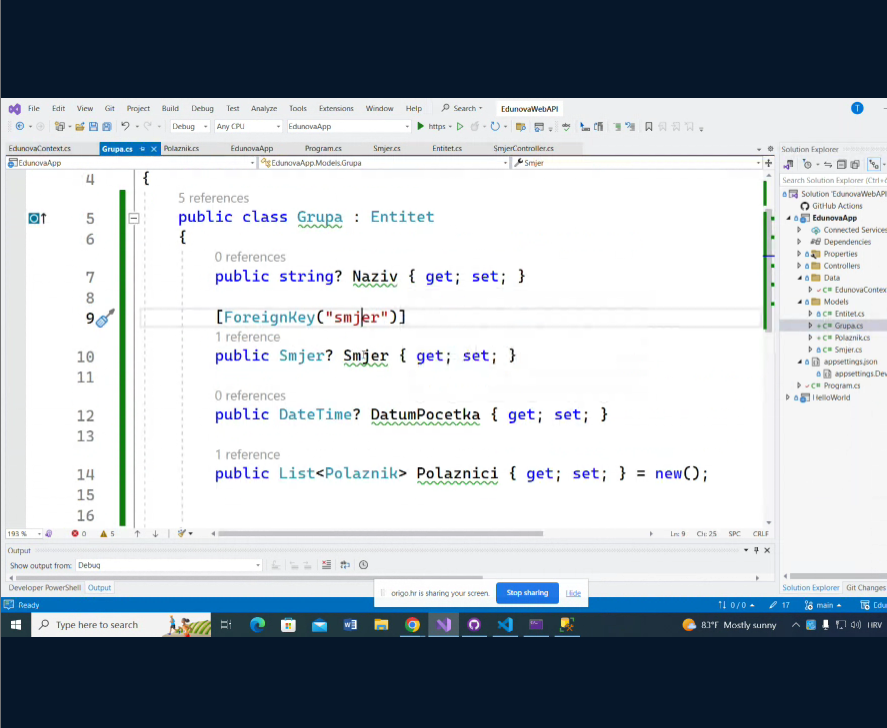 File Edit View Git Project Build Debug Test Analyze Tools Extensions Window Help Search EdunovaWebAPI T
Debug Any CPU EdunovaApp https
EdunovaContext.cs Grupa.cs Polaznik.cs Entitet.cs EdunovaApp Program.cs Smjer.cs Entitet.cs SmjerController.cs
EdunovaApp EdunovaApp.Models.Grupa Smjer
4 {
5 references
5 public class Grupa : Entitet
6 {
0 references
7 public string? Naziv { get; set; }
8
9 [ForeignKey("smjer")]
1 reference
10 public Smjer? Smjer { get; set; }
11
0 references
12 public DateTime? DatumPocetka { get; set; }
13
1 reference
14 public List<Polaznik> Polaznici { get; set; } = new();
15
16
193 % 0 5 Ln: 9 Ch: 25 SPC CRLF
Output
Show output from: Debug
Developer PowerShell Output
Solution Explorer
Search Solution Explorer (Ctrl+
Solution 'EdunovaWebAPI
GitHub Actions
EdunovaApp
Connected Services
Dependencies
Properties
Controllers
Data
EdunovaContex
Models
Entitet.cs
Grupa.cs
Polaznik.cs
Smjer.cs
appsettings.json
appsettings.Dev
Program.cs
HelloWorld
Solution Explorer Git Changes
origo.hr is sharing your screen. Stop sharing Hide
Ready 0 / 0 17 main Edu
Type here to search 83°F Mostly sunny HRV